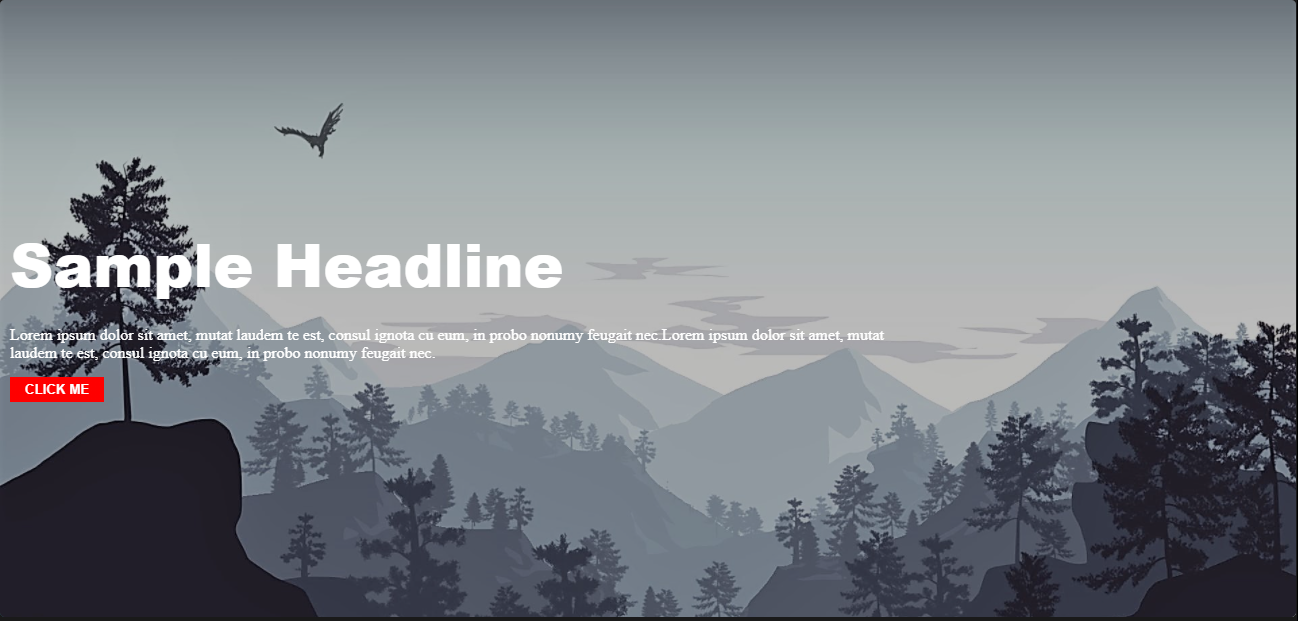 Sample Headline
Lorem ipsum dolor sit amet, mutat laudem te est, consul ignota cu eum, in probo nonumy feugait nec.Lorem ipsum dolor sit amet, mutat
laudem te est, consul ignota cu eum, in probo nonumy feugait nec.
CLICK ME